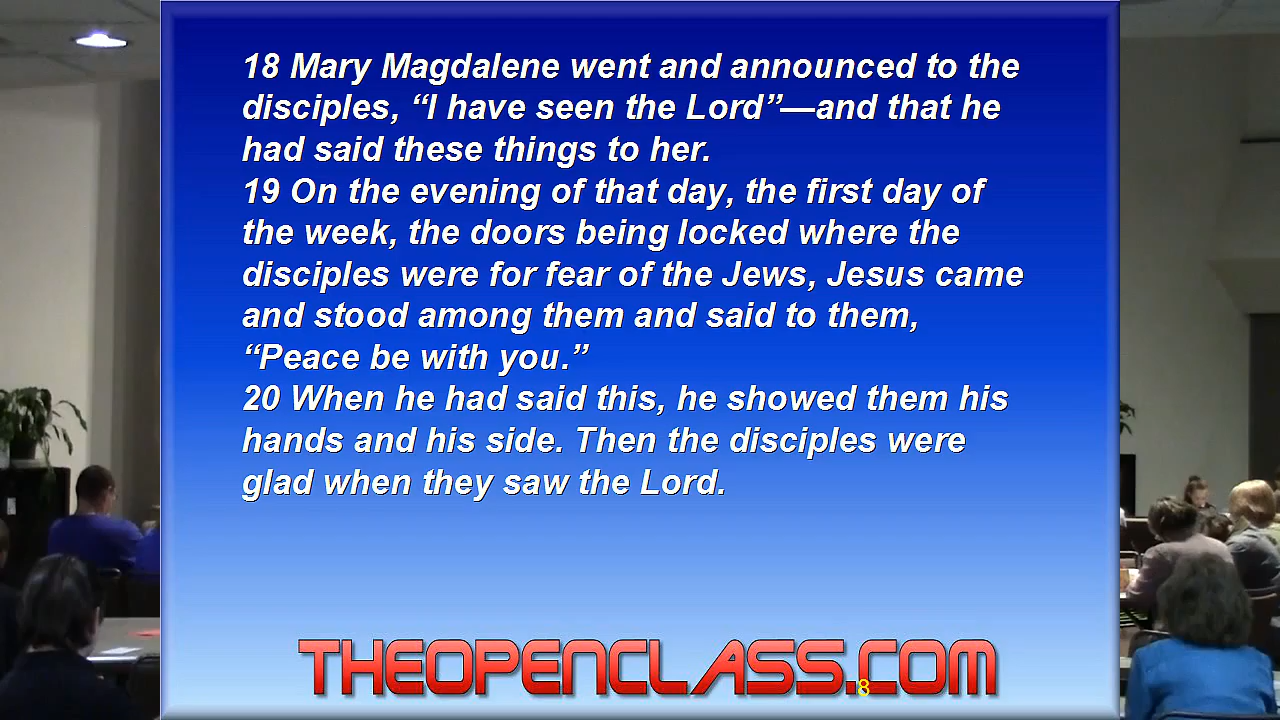 18 Mary Magdalene went and announced to the
disciples, “I have seen the Lord”—and that he
had said these things to her.
19 On the evening of that day, the first day of
the week, the doors being locked where the
disciples were for fear of the Jews, Jesus came
and stood among them and said to them,
“Peace be with you.”
20 When he had said this, he showed them his
hands and his side. Then the disciples were
glad when they saw the Lord.
THEOPENCLASS.COM
8